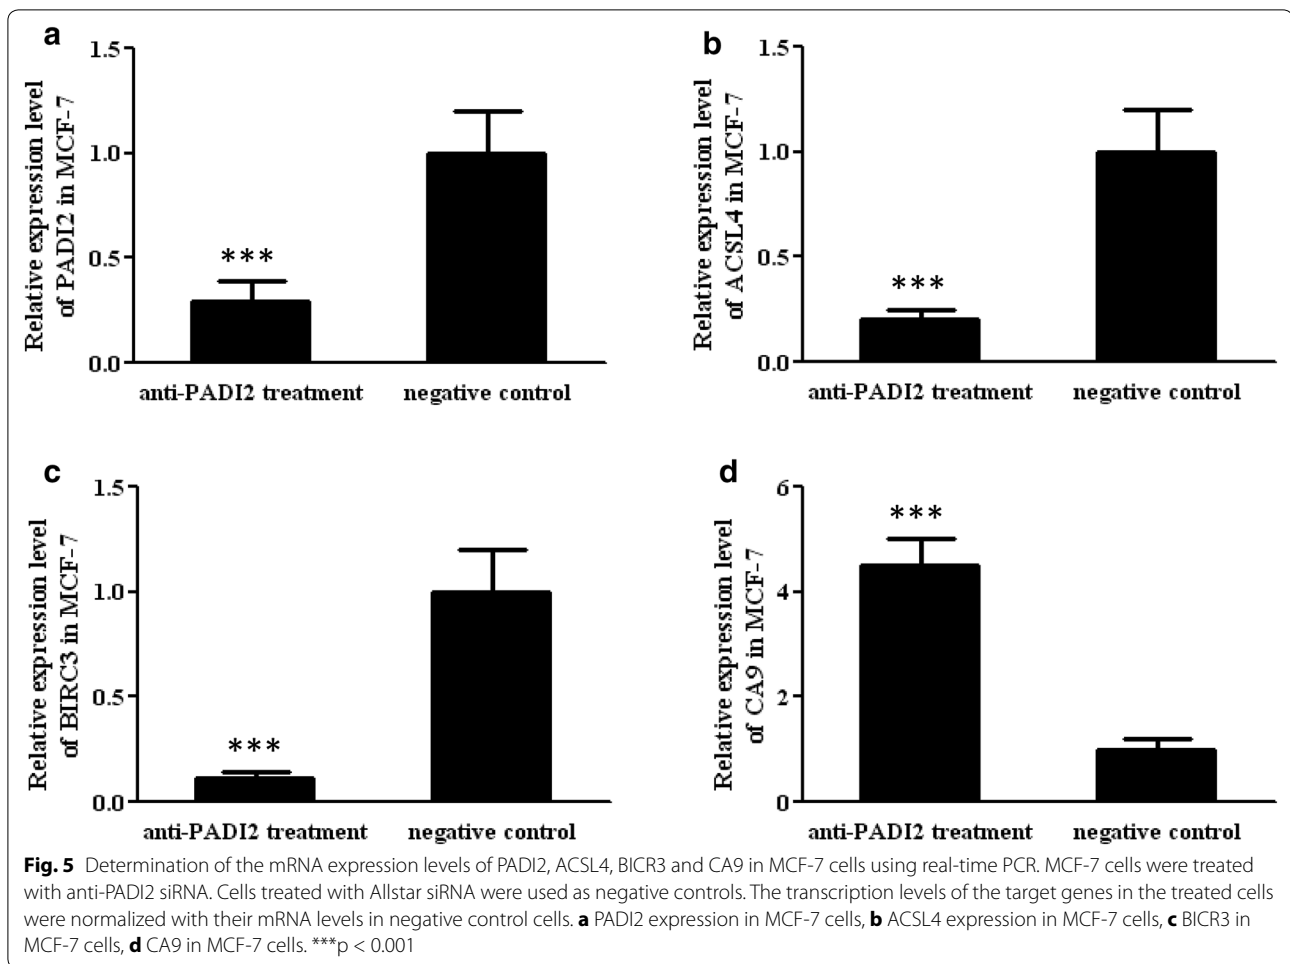 a
1.5
1.0
0.5
0.0
Relative expression level
of PADI2 in MCF-7
***
anti-PADI2 treatment
negative control
b
1.5
1.0
0.5
0.0
Relative expression level
of ACSL4 in MCF-7
***
anti-PADI2 treatment
negative control
c
1.5
1.0
0.5
0.0
Relative expression level
of BIRC3 in MCF-7
***
anti-PADI2 treatment
negative control
d
6
4
2
0
Relative expression level
of CA9 in MCF-7
***
anti-PADI2 treatment
negative control
Fig. 5 Determination of the mRNA expression levels of PADI2, ACSL4, BICR3 and CA9 in MCF-7 cells using real-time PCR. MCF-7 cells were treated
with anti-PADI2 siRNA. Cells treated with Allstar siRNA were used as negative controls. The transcription levels of the target genes in the treated cells
were normalized with their mRNA levels in negative control cells. a PADI2 expression in MCF-7 cells, b ACSL4 expression in MCF-7 cells, c BICR3 in
MCF-7 cells, d CA9 in MCF-7 cells. ***p < 0.001